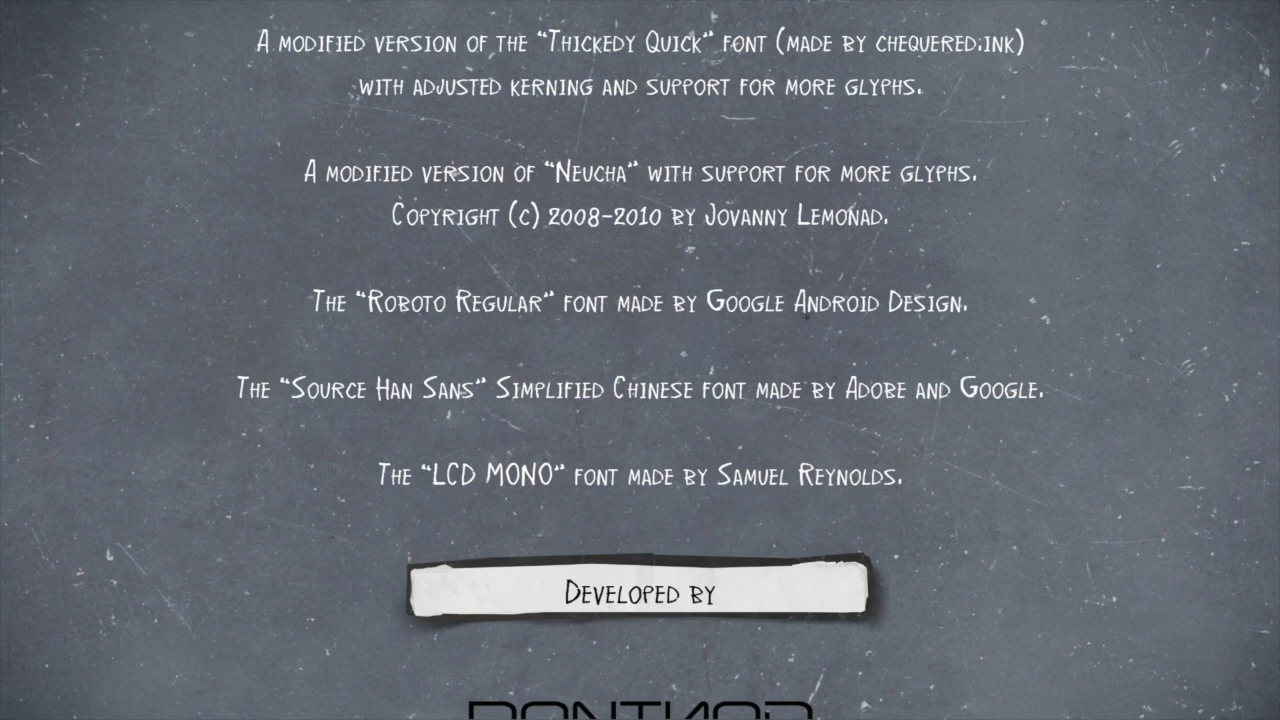 A modified version of the “Thickedy Quick” font (made by chequered.ink)
with adjusted kerning and support for more glyphs.
A modified version of “Neucha” with support for more glyphs.
Copyright (c) 2008-2010 by Jovanny Lemonad.
The “Roboto Regular” font made by Google Android Design.
The “Source Han Sans” Simplified Chinese font made by Adobe and Google.
The “LCD MONO” font made by Samuel Reynolds.
Developed by
DONTNOD